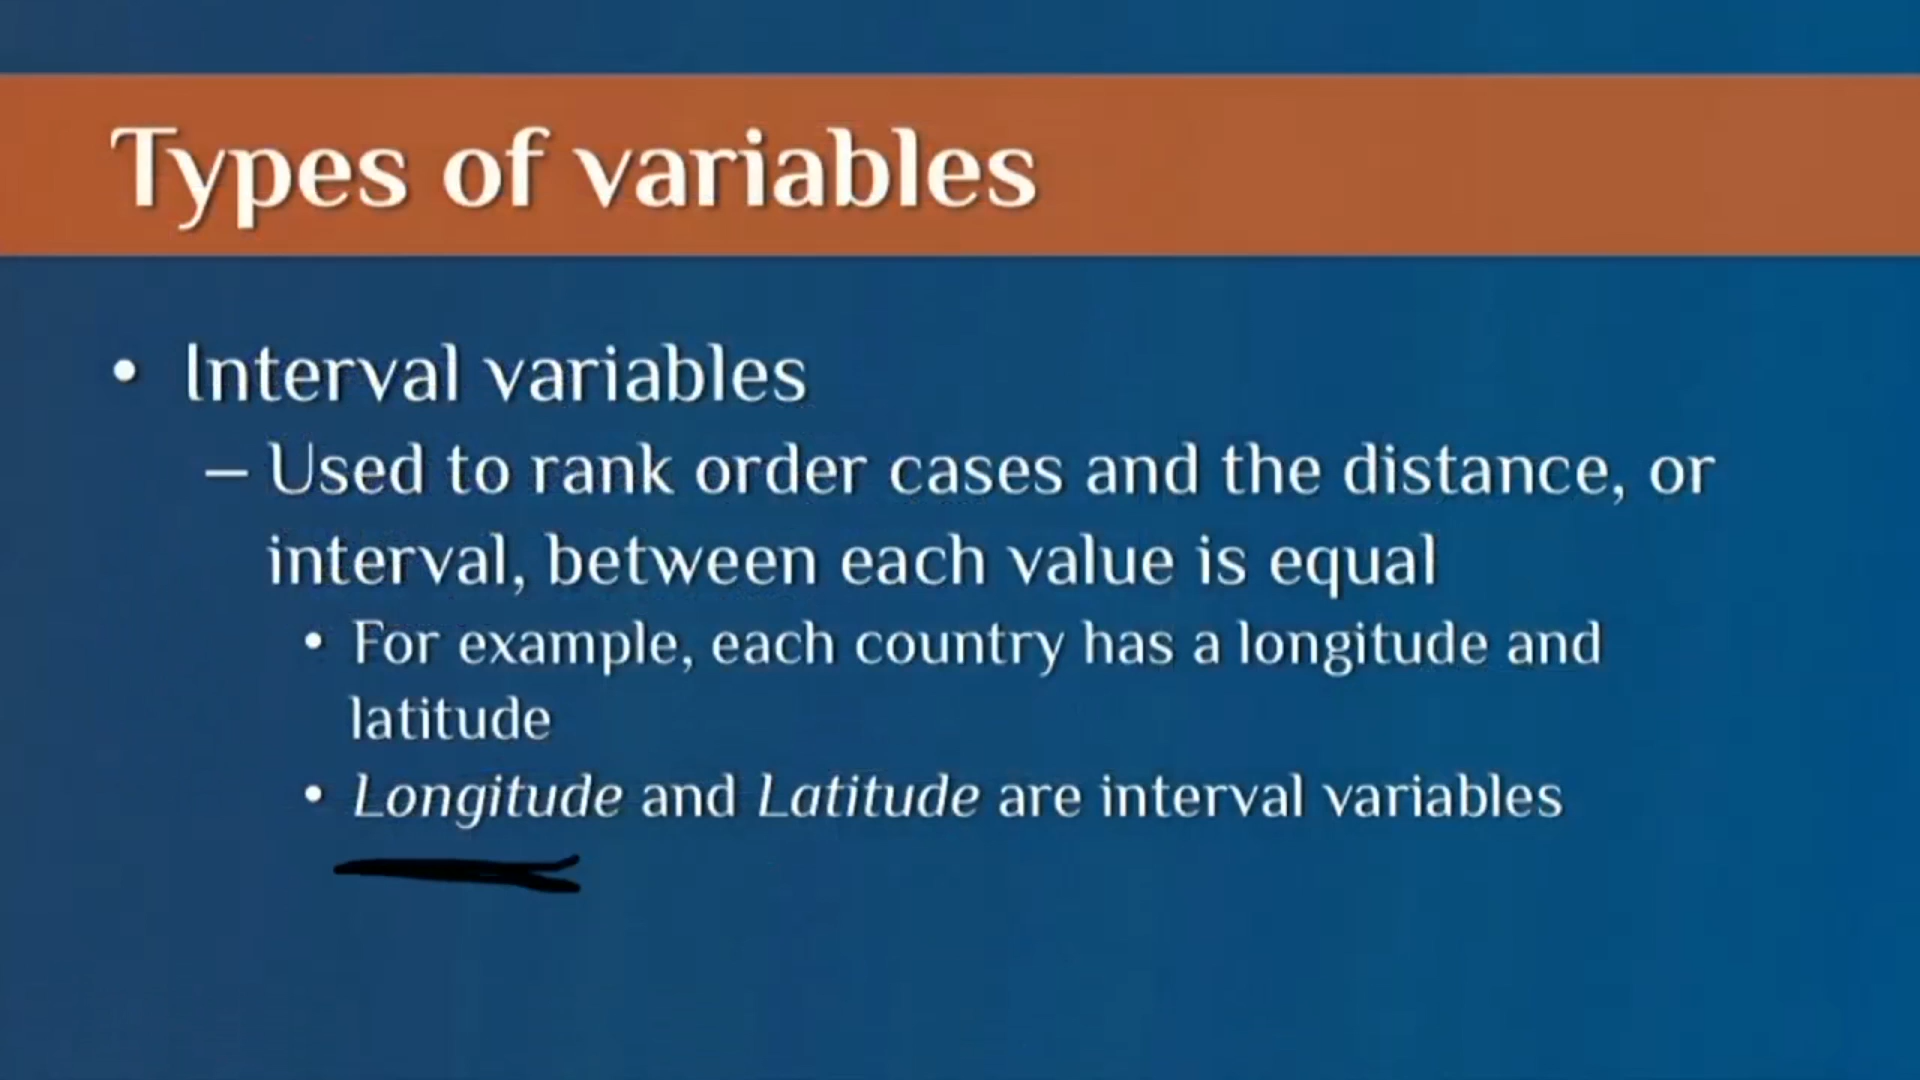 Types of variables
• Interval variables
– Used to rank order cases and the distance, or
interval, between each value is equal
• For example, each country has a longitude and
latitude
• Longitude and Latitude are interval variables